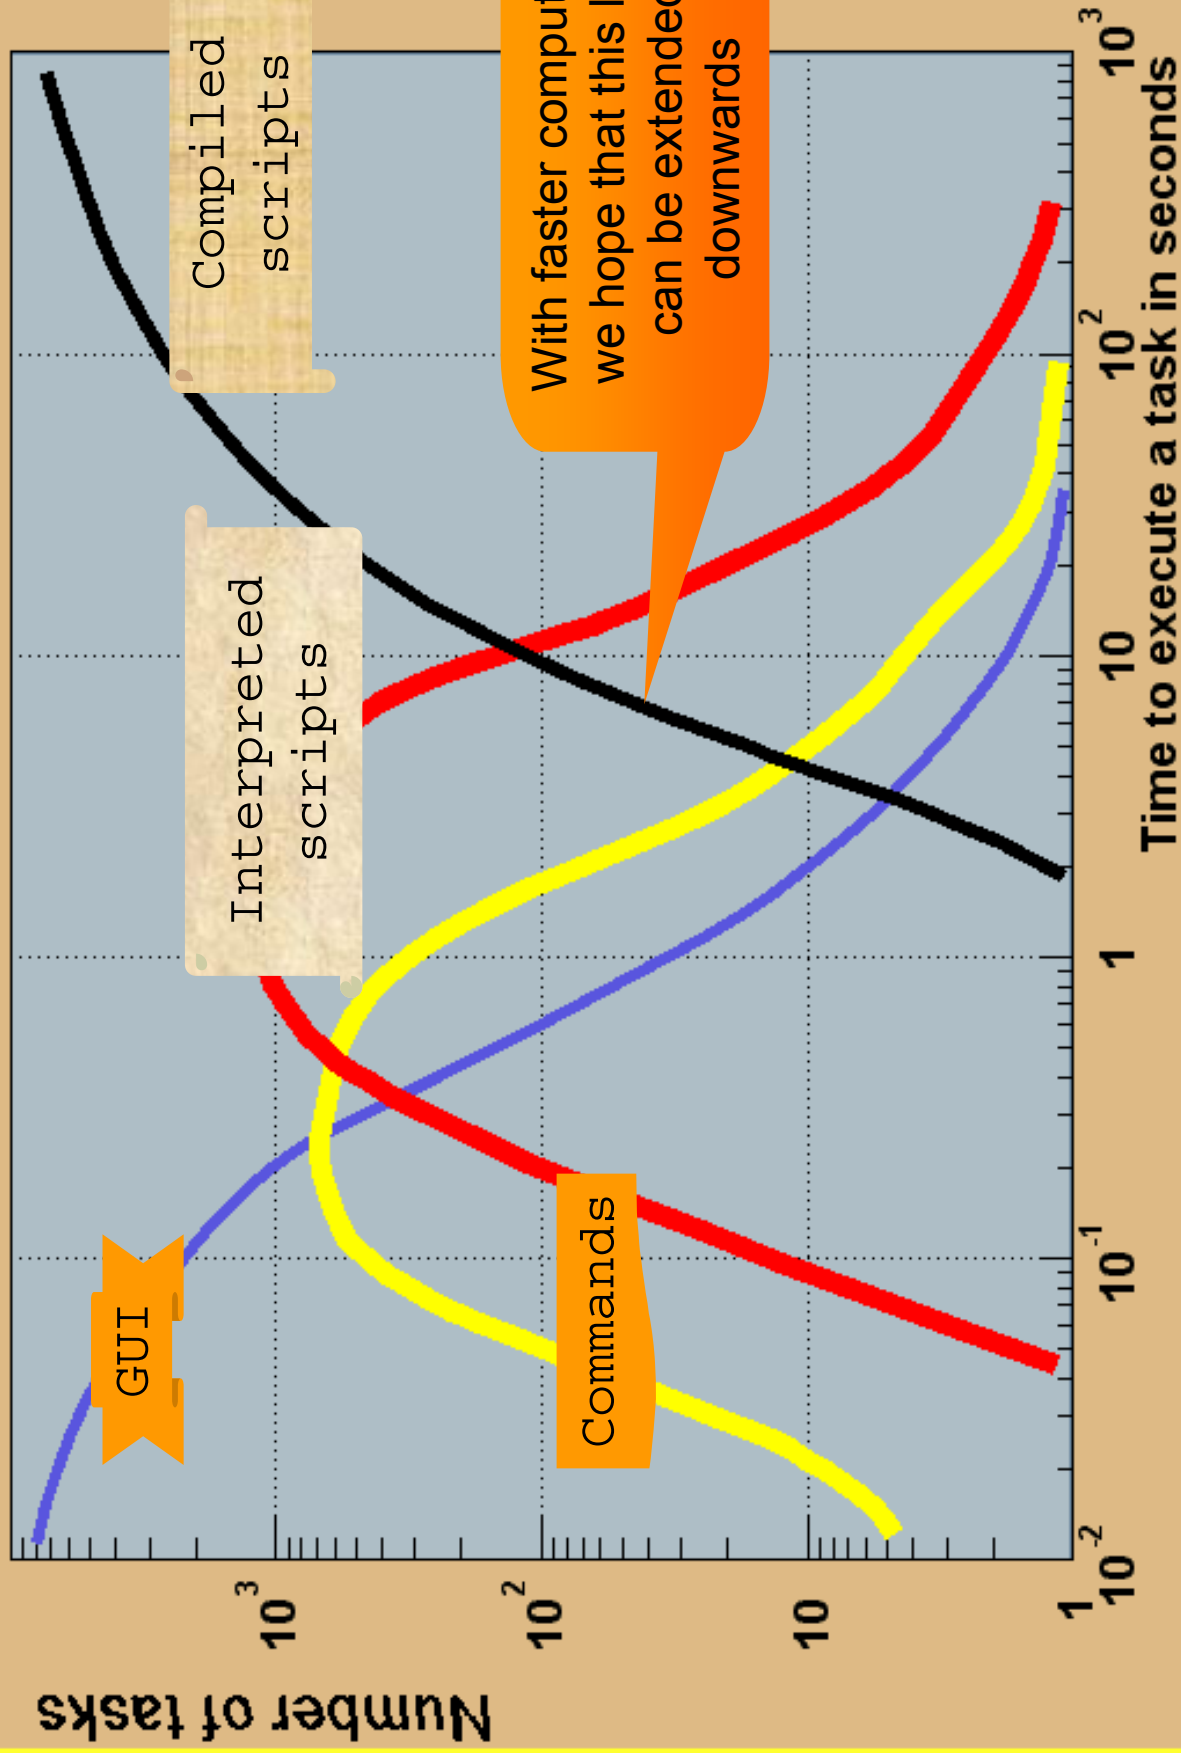 Number of tasks
10 3
10 2
10
1
GUI
Interpreted
scripts
Compiled
scripts
Commands
With faster comput
we hope that this
can be extended
downwards
10 -2
10 -1
1
10
10 2
10 3
Time to execute a task in seconds